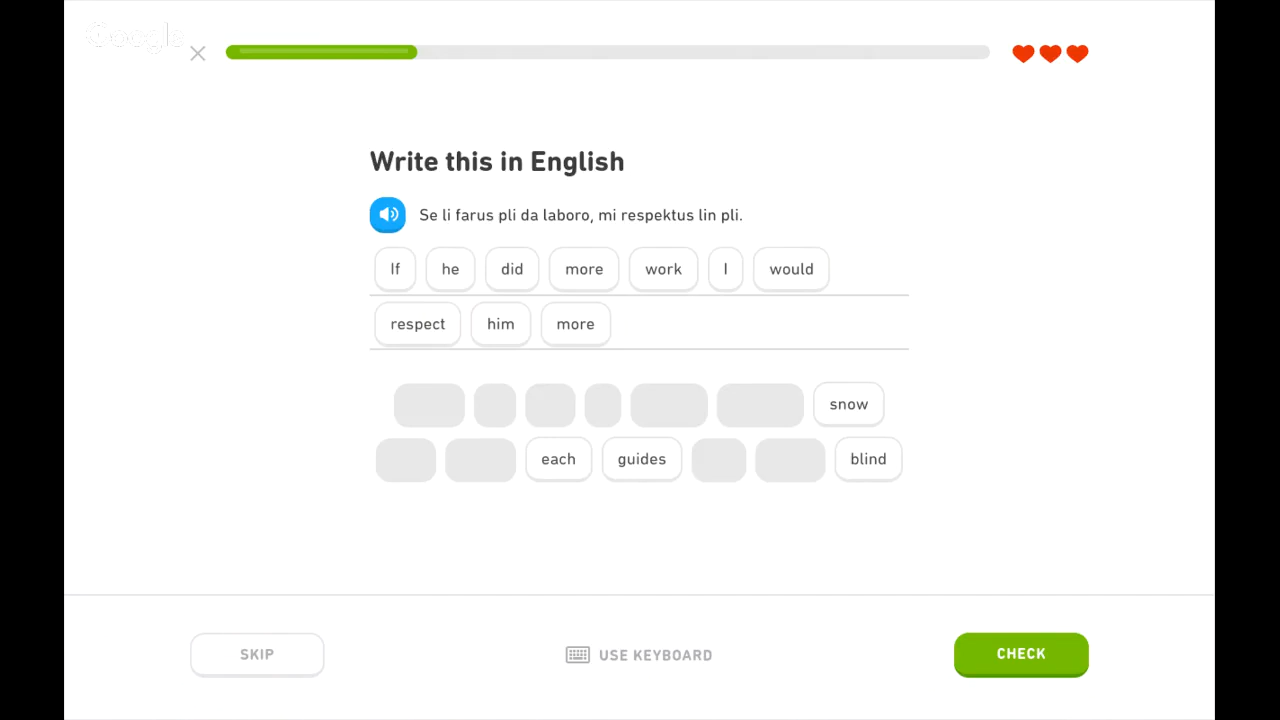 Google
Write this in English
Se li farus pli da laboro, mi respektus lin pli.
If he did more work I would
respect him more
snow
each guides blind
SKIP USE KEYBOARD CHECK